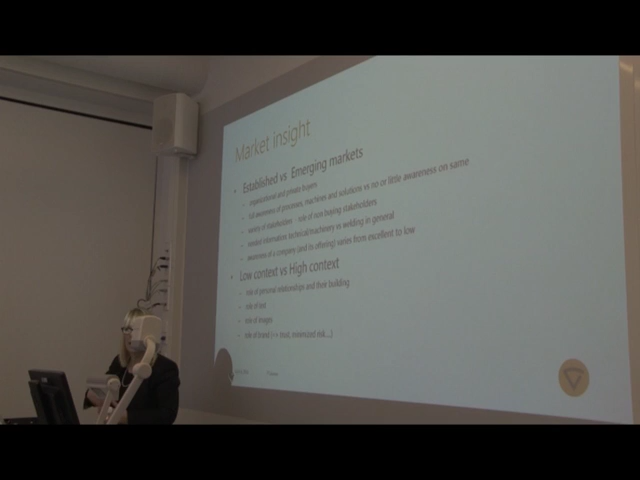 Market insight
• Established vs Emerging markets
– organizational and private buyers
– full awareness of processes, machines and solutions vs no or little awareness on same
– variety of stakeholders - role of non buying stakeholders
– needed informations technical/machinery vs welding in general
– awareness of a company (and its offering) varies from excellent to low
• Low context vs High context
– role of personal relationships and their building
– role of text
– role of images
– role of brand (=> trust, minimized risk...)